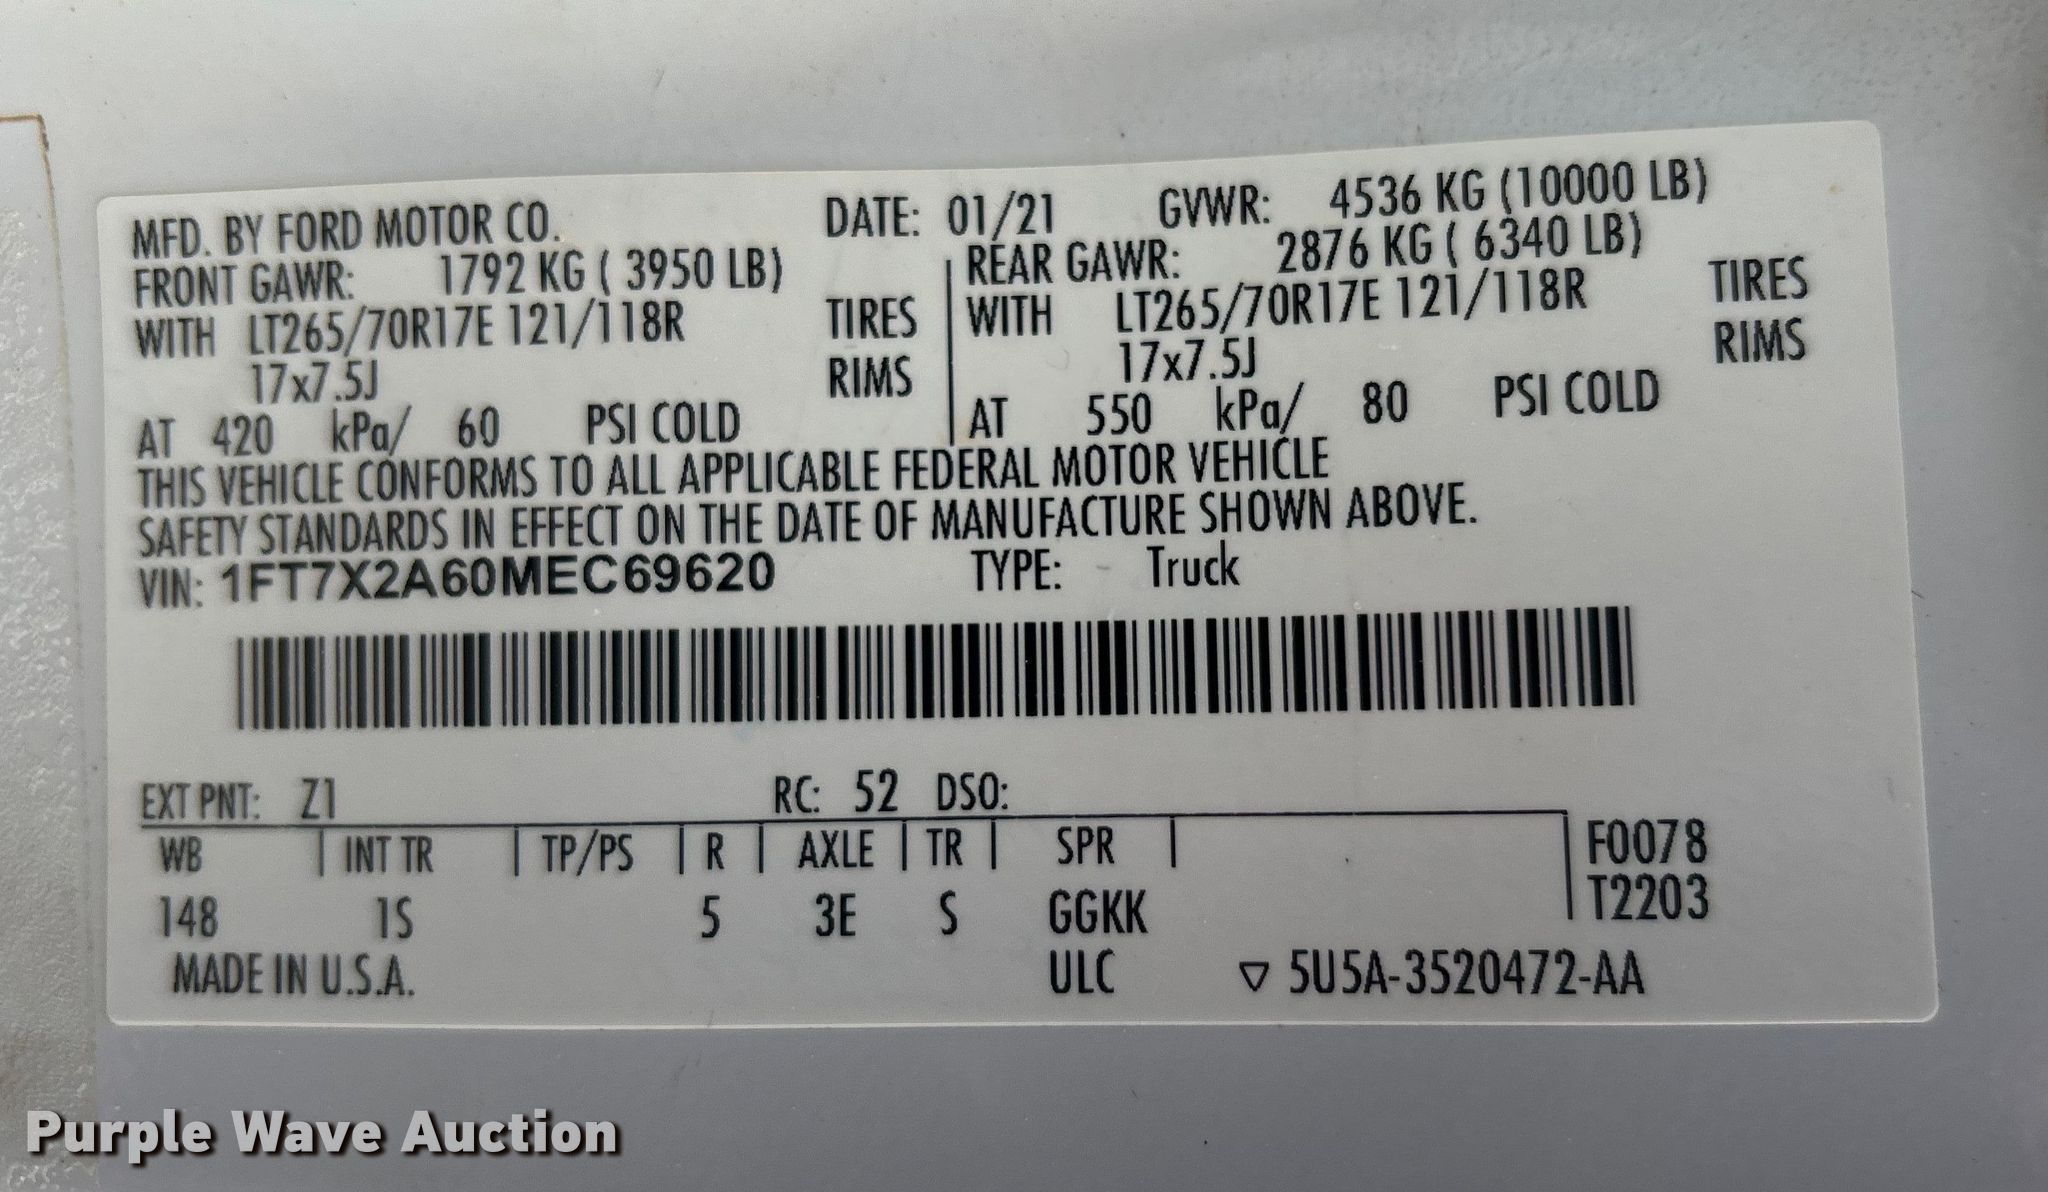 MFD. BY FORD MOTOR CO. DATE: 01/21 GVWR: 4536 KG (10000 LB)
FRONT GAWR: 1792 KG ( 3950 LB) REAR GAWR: 2876 KG ( 6340 LB)
WITH LT265/70R17E 121/118R TIRES WITH LT265/70R17E 121/118R TIRES
17x7.5J RIMS 17x7.5J RIMS
AT 420 kPa/ 60 PSI COLD AT 550 kPa/ 80 PSI COLD
THIS VEHICLE CONFORMS TO ALL APPLICABLE FEDERAL MOTOR VEHICLE
SAFETY STANDARDS IN EFFECT ON THE DATE OF MANUFACTURE SHOWN ABOVE.
VIN: 1FT7X2A60MEC69620 TYPE: Truck
EXT PNT: Z1 RC: 52 DSO:
WB INT TR TP/PS R AXLE TR SPR F0078
148 1S 5 3E S GGKK T2203
MADE IN U.S.A. ULC ▽ 5U5A-3520472-AA
Purple Wave Auction